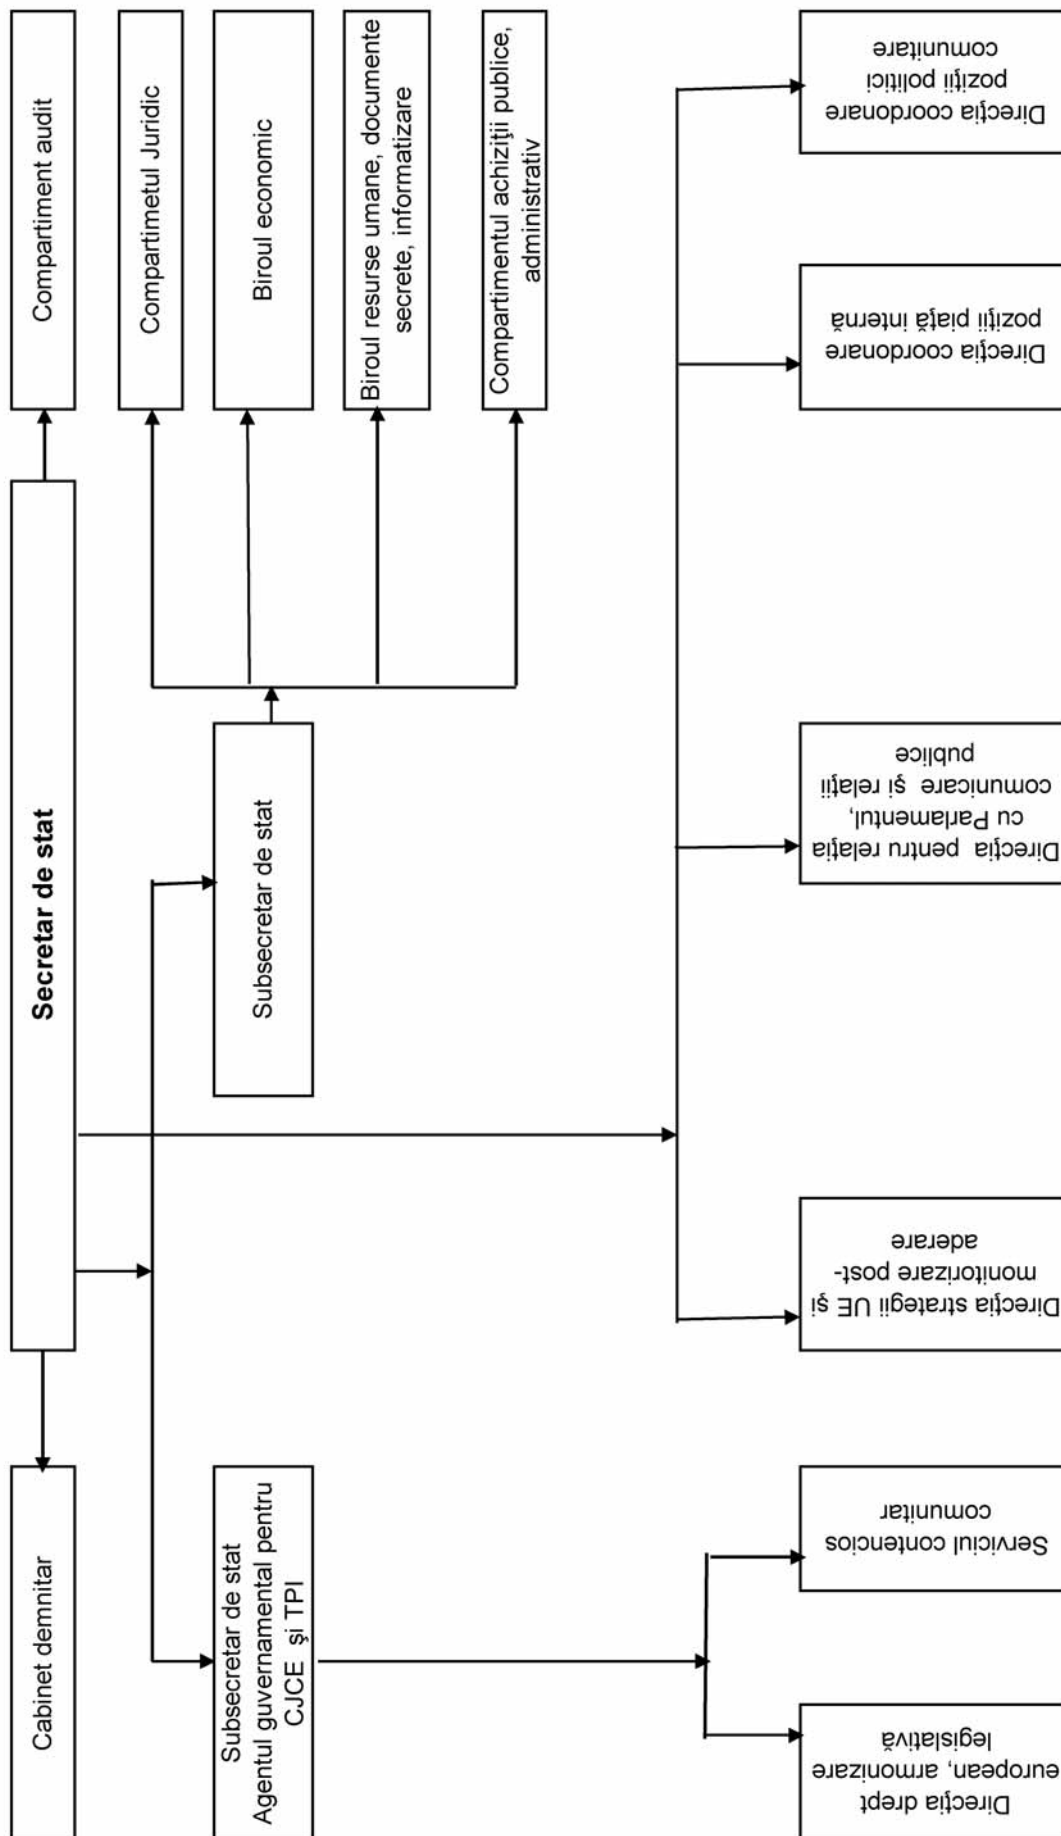 Cabinet demnitar
Secretar de stat
Compartiment audit
Subsecretar de stat
Agentul guvernamental pentru
CJCE şi TPI
Subsecretar de stat
Compartimetul Juridic
Biroul economic
Biroul resurse umane, documente
secrete, informatizare
Compartimentul achiziţii publice,
administrativ
Direcţia drept
european, armonizare
legislativă
Serviciul contencios
comunitar
Direcţia strategii UE şi
monitorizare post-
aderare
Direcţia pentru relaţia
cu Parlamentul,
comunicare şi relaţii
publice
Direcţia coordonare
poziţii piaţă internă
Direcţia coordonare
poziţii politici
comunitare